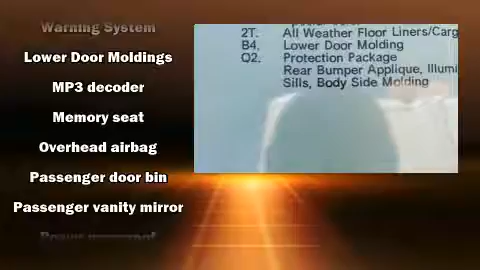 Warning System
Lower Door Moldings
MP3 decoder
Memory seat
Overhead airbag
Passenger door bin
Passenger vanity mirror
2T. All Weather Floor Liners/Carg
B4. Lower Door Molding
O2. Protection Package
Rear Bumper Applique, Illumi
Sills, Body Side Molding